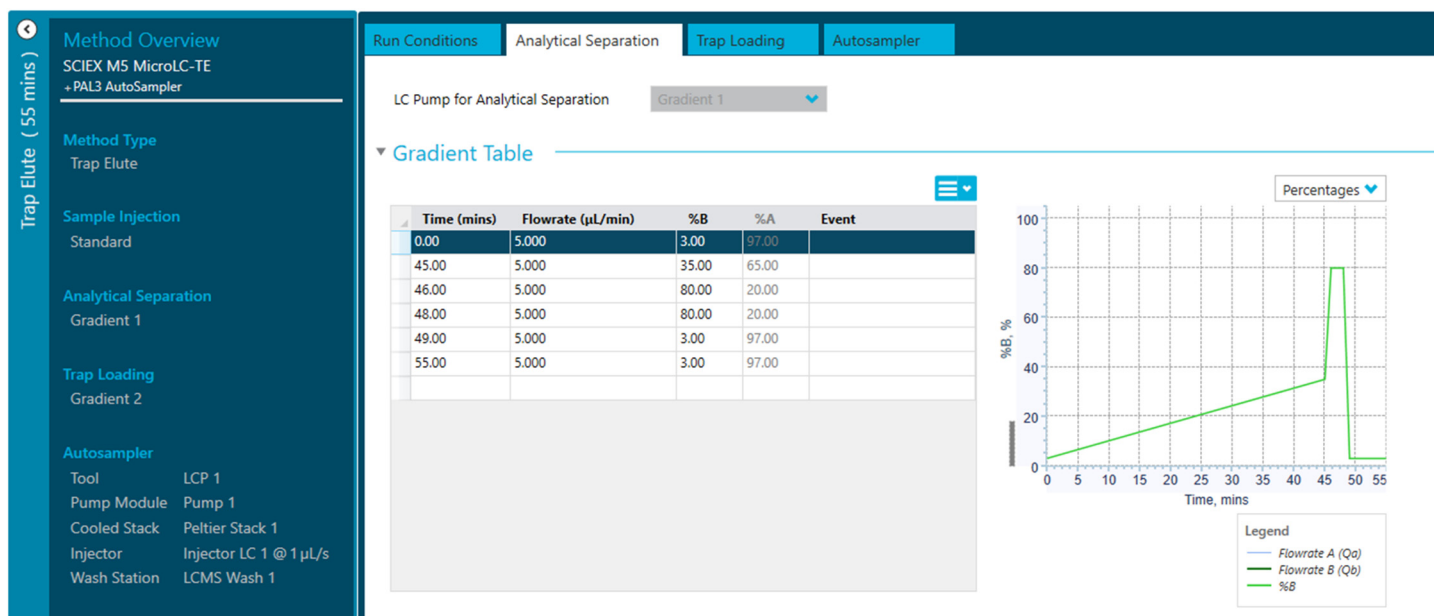 Trap Elute ( 55 mins )
Method Overview
SCIEX M5 MicroLC-TE
+PAL3 AutoSampler
Method Type
Trap Elute
Sample Injection
Standard
Analytical Separation
Gradient 1
Trap Loading
Gradient 2
Autosampler
Tool LCP 1
Pump Module Pump 1
Cooled Stack Peltier Stack 1
Injector Injector LC 1 @ 1 µL/s
Wash Station LCMS Wash 1
Run Conditions Analytical Separation Trap Loading Autosampler
LC Pump for Analytical Separation Gradient 1
Gradient Table
Time (mins) Flowrate (µL/min) %B %A Event
0.00 5.000 3.00 97.00
45.00 5.000 35.00 65.00
46.00 5.000 80.00 20.00
48.00 5.000 80.00 20.00
49.00 5.000 3.00 97.00
55.00 5.000 3.00 97.00
Percentages
100
80
60
40
20
0
%B, %
0 5 10 15 20 25 30 35 40 45 50 55
Time, mins
Legend
Flowrate A (Qa)
Flowrate B (Qb)
%B